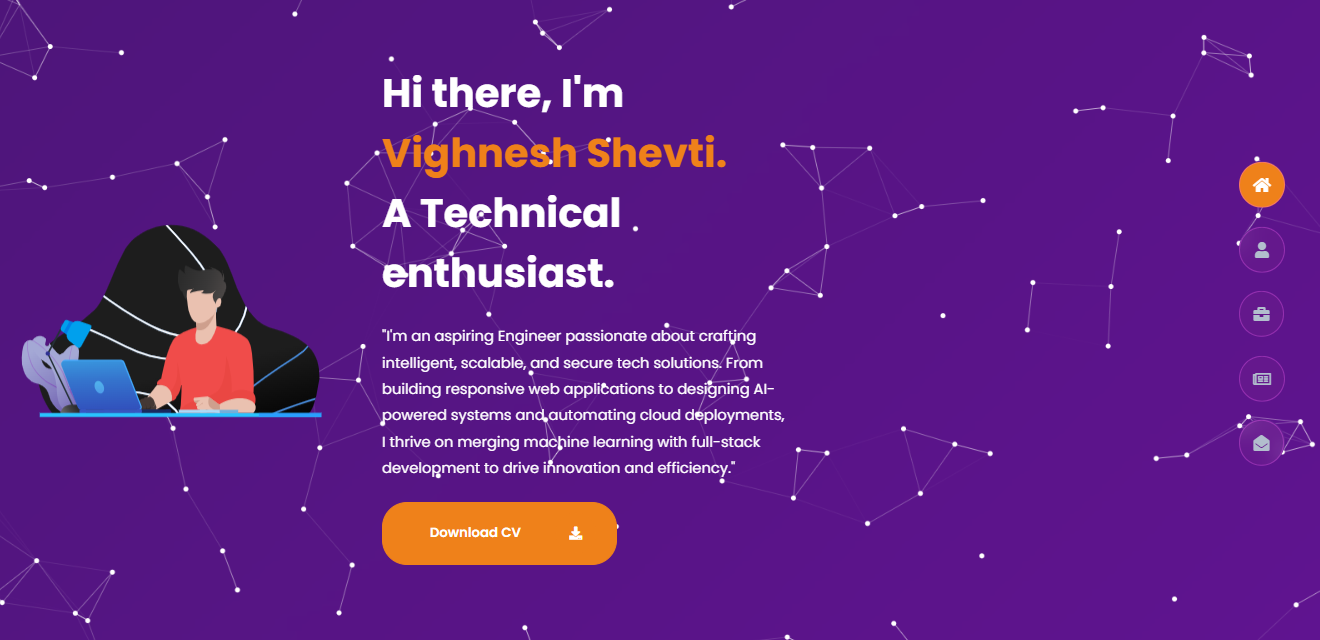 Hi there, I'm
Vighnesh Shevti.
A Technical
enthusiast.
"I'm an aspiring Engineer passionate about crafting
intelligent, scalable, and secure tech solutions. From
building responsive web applications to designing AI-
powered systems and automating cloud deployments,
I thrive on merging machine learning with full-stack
development to drive innovation and efficiency."
Download CV